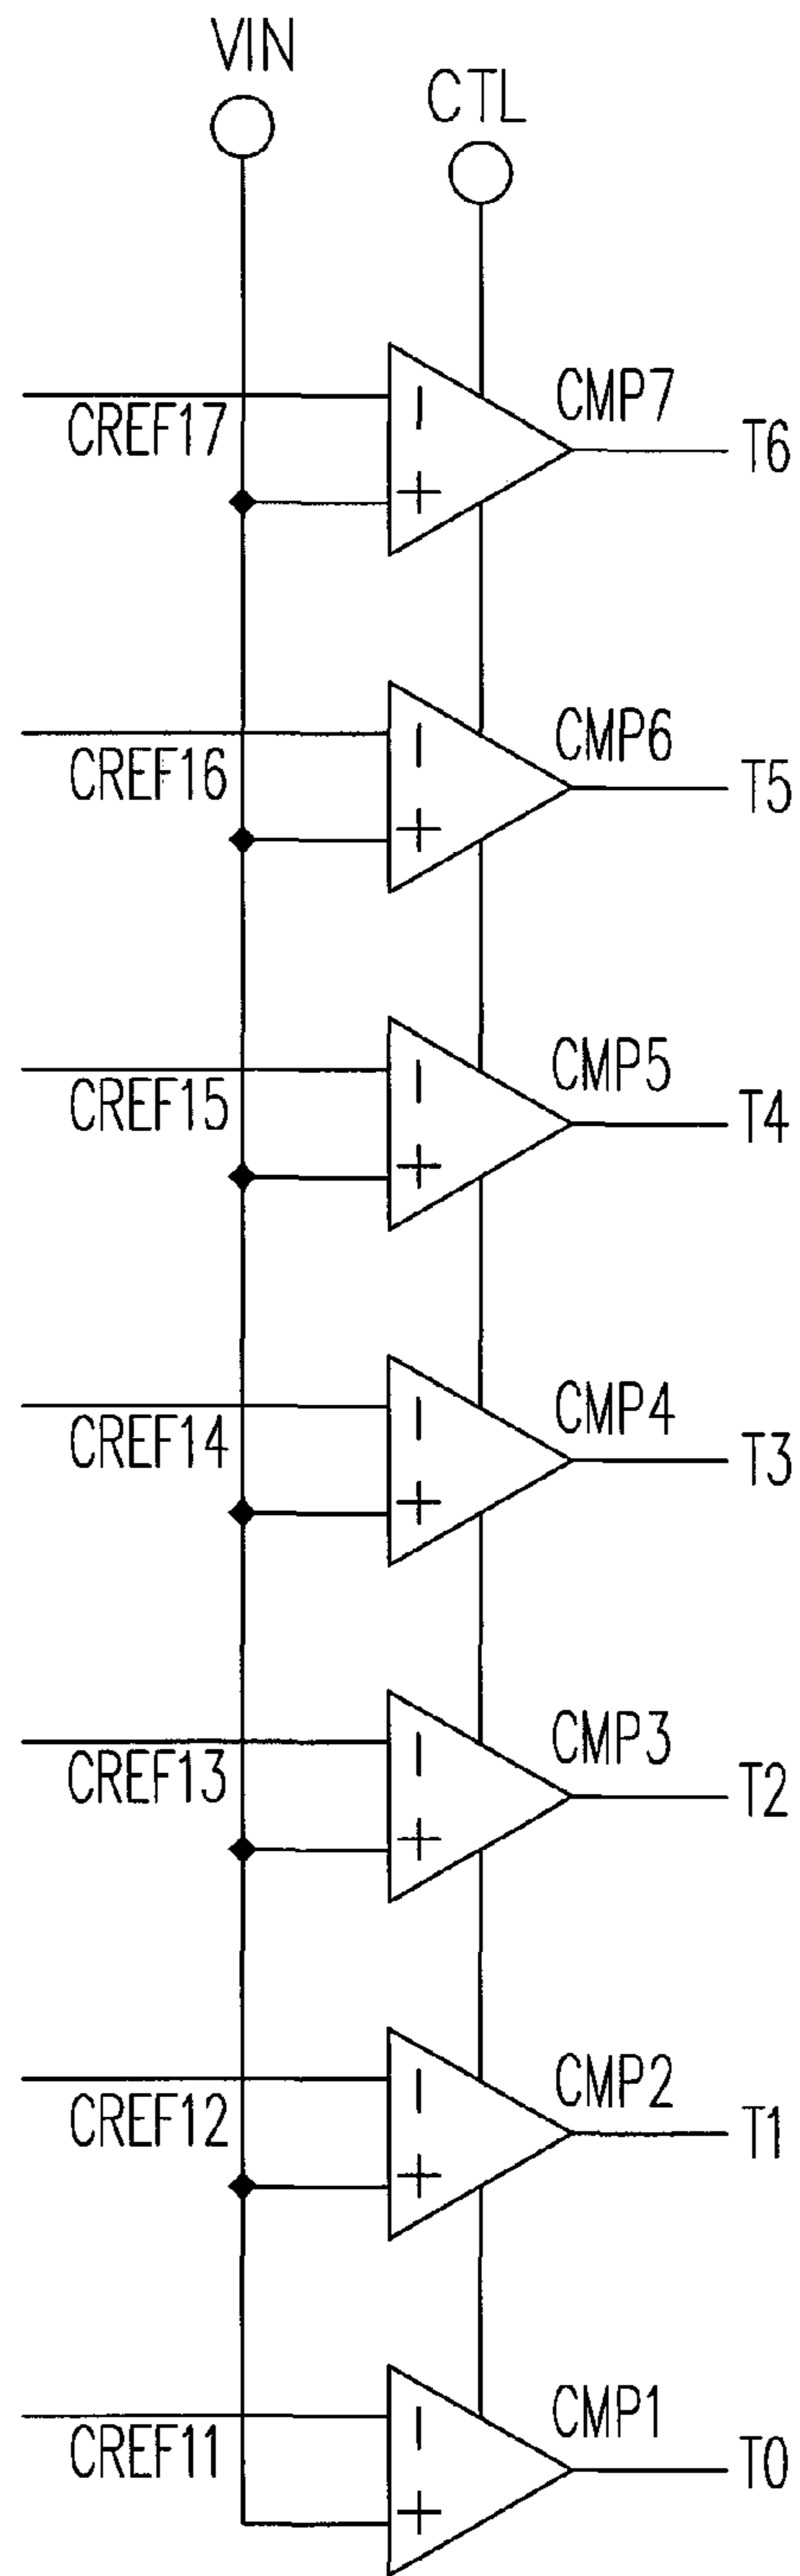 VIN
CTL
CMP7
CREF17
T6
−
+
CMP6
CREF16
T5
−
+
CMP5
CREF15
T4
−
+
CMP4
CREF14
T3
−
+
CMP3
CREF13
T2
−
+
CMP2
CREF12
T1
−
+
CMP1
CREF11
T0
−
+